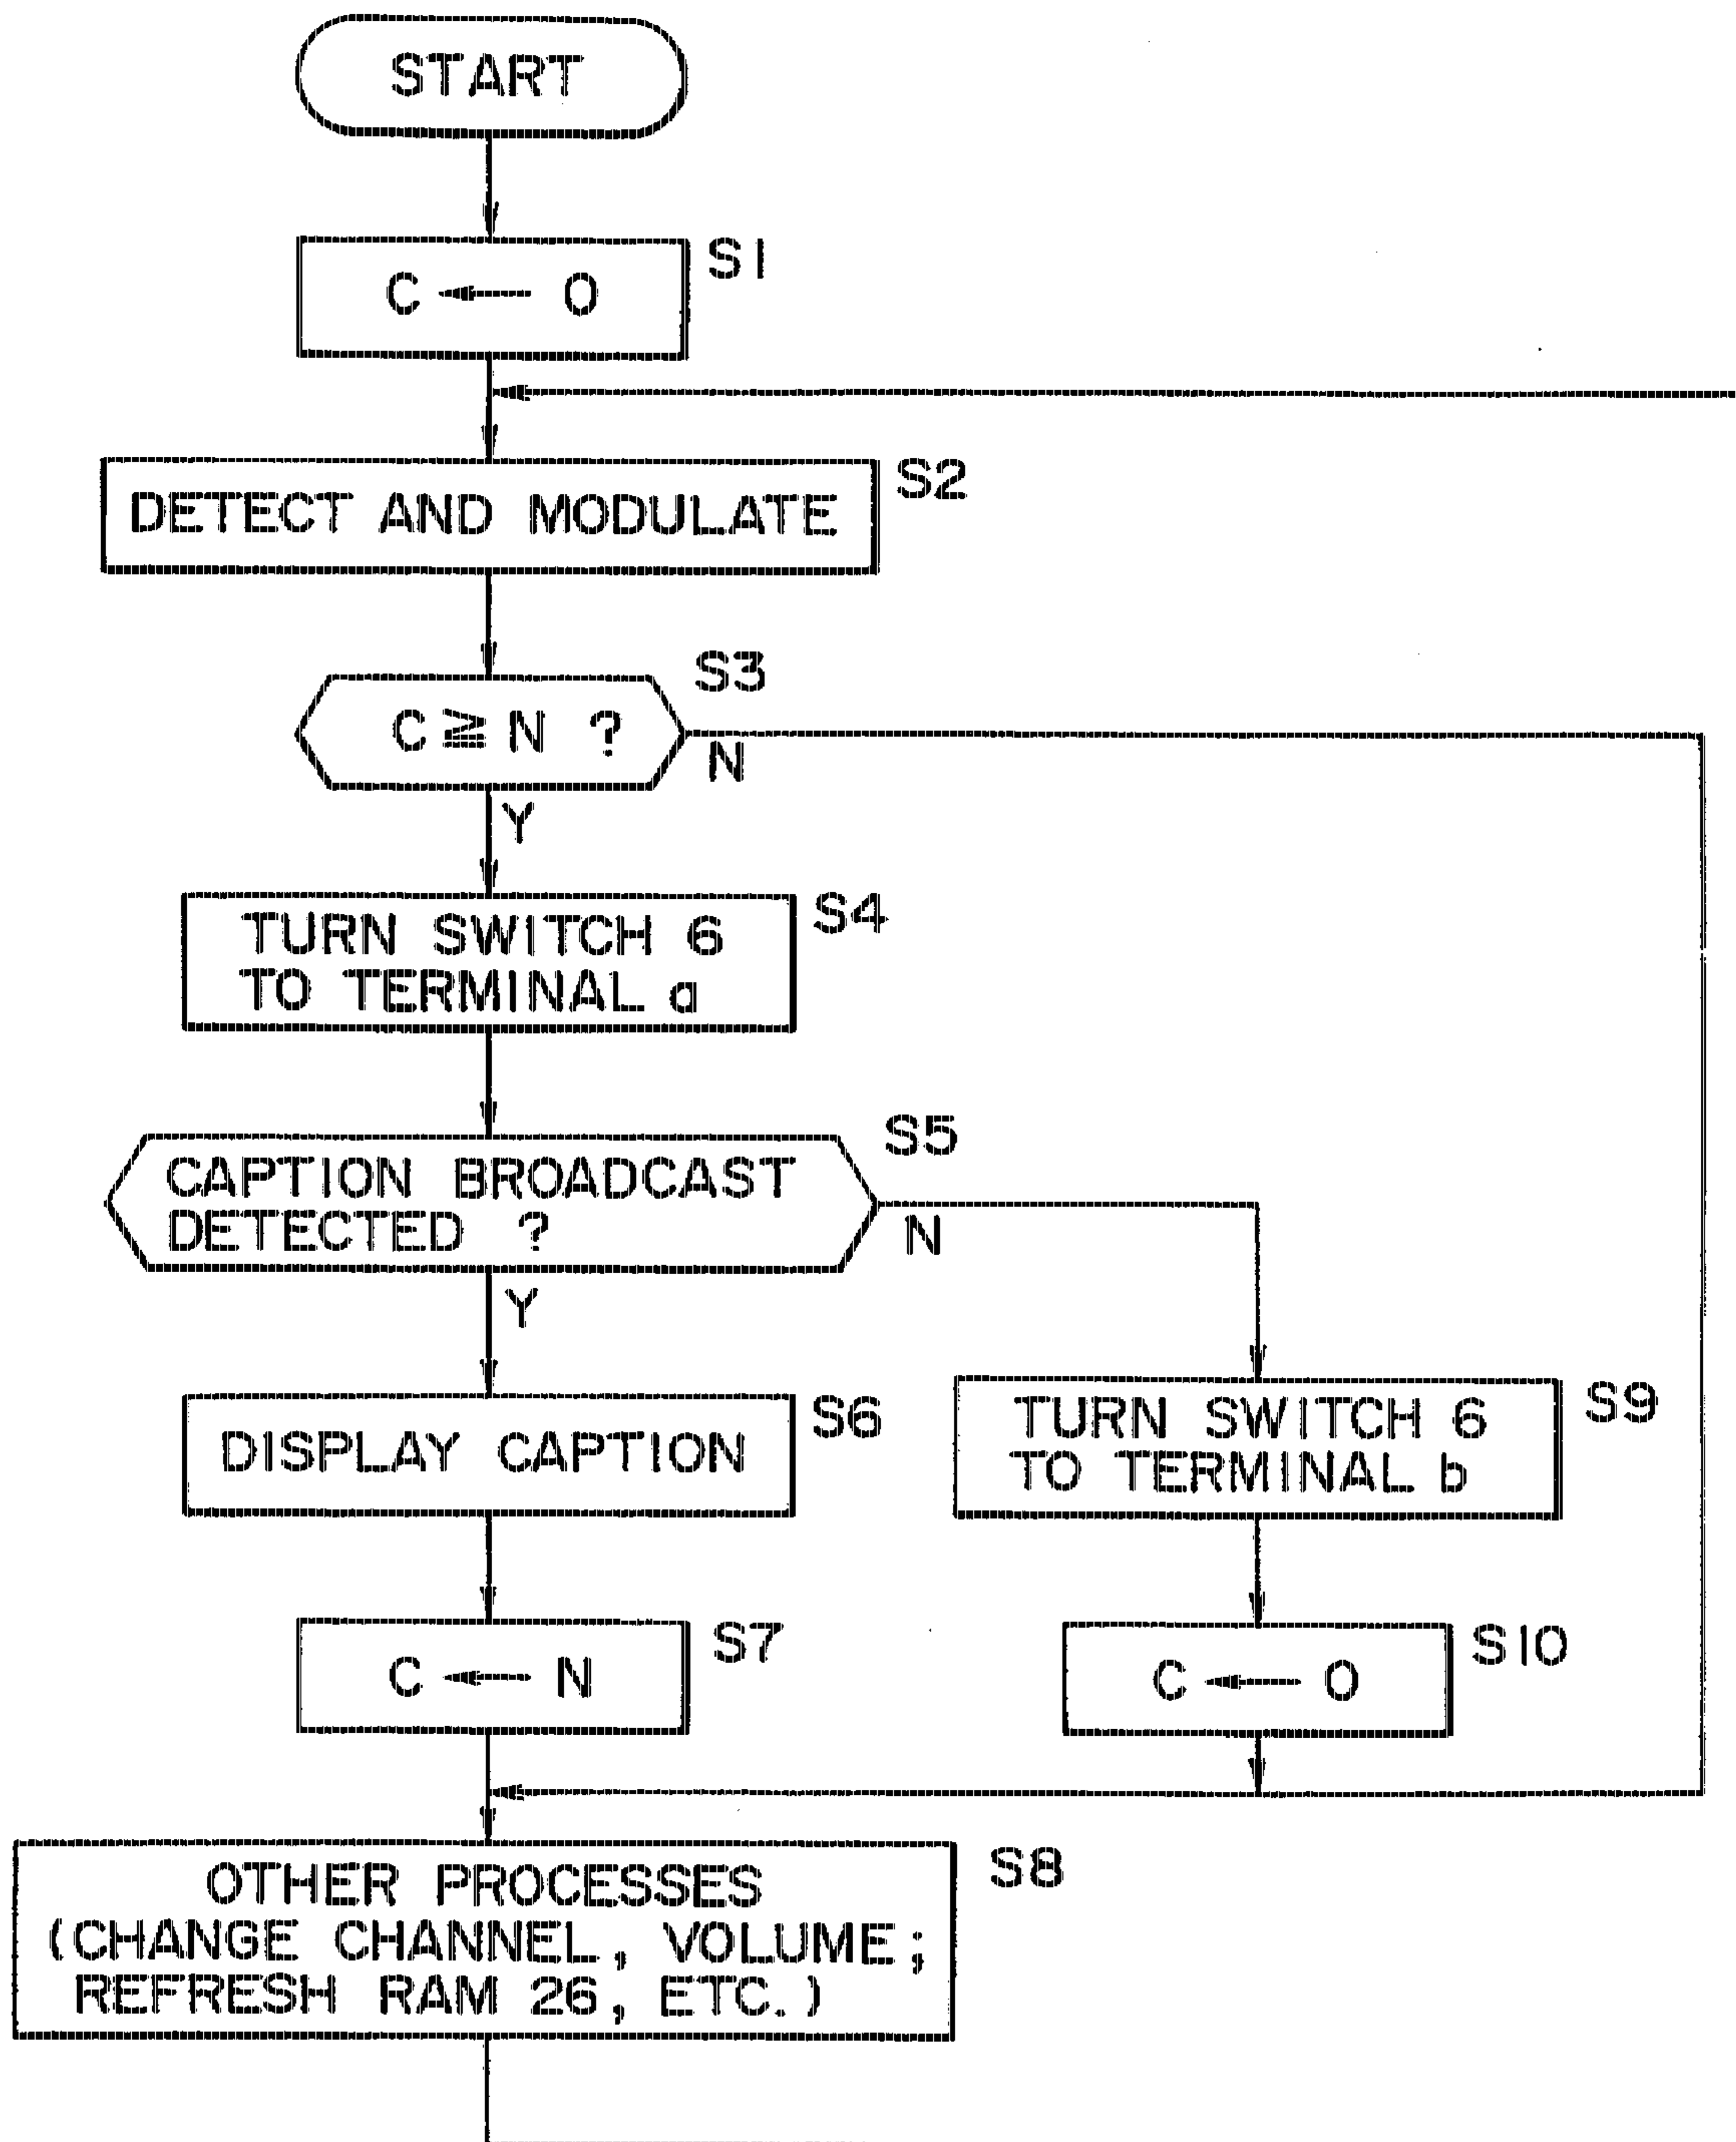 START
S1
C ← 0
S2
DETECT AND MODULATE
S3
C ≧ N ?
N
Y
S4
TURN SWITCH 6
TO TERMINAL a
S5
CAPTION BROADCAST
DETECTED ?
N
Y
S6
DISPLAY CAPTION
S9
TURN SWITCH 6
TO TERMINAL b
S7
C ← N
S10
C ← 0
S8
OTHER PROCESSES
(CHANGE CHANNEL, VOLUME;
REFRESH RAM 26, ETC.)